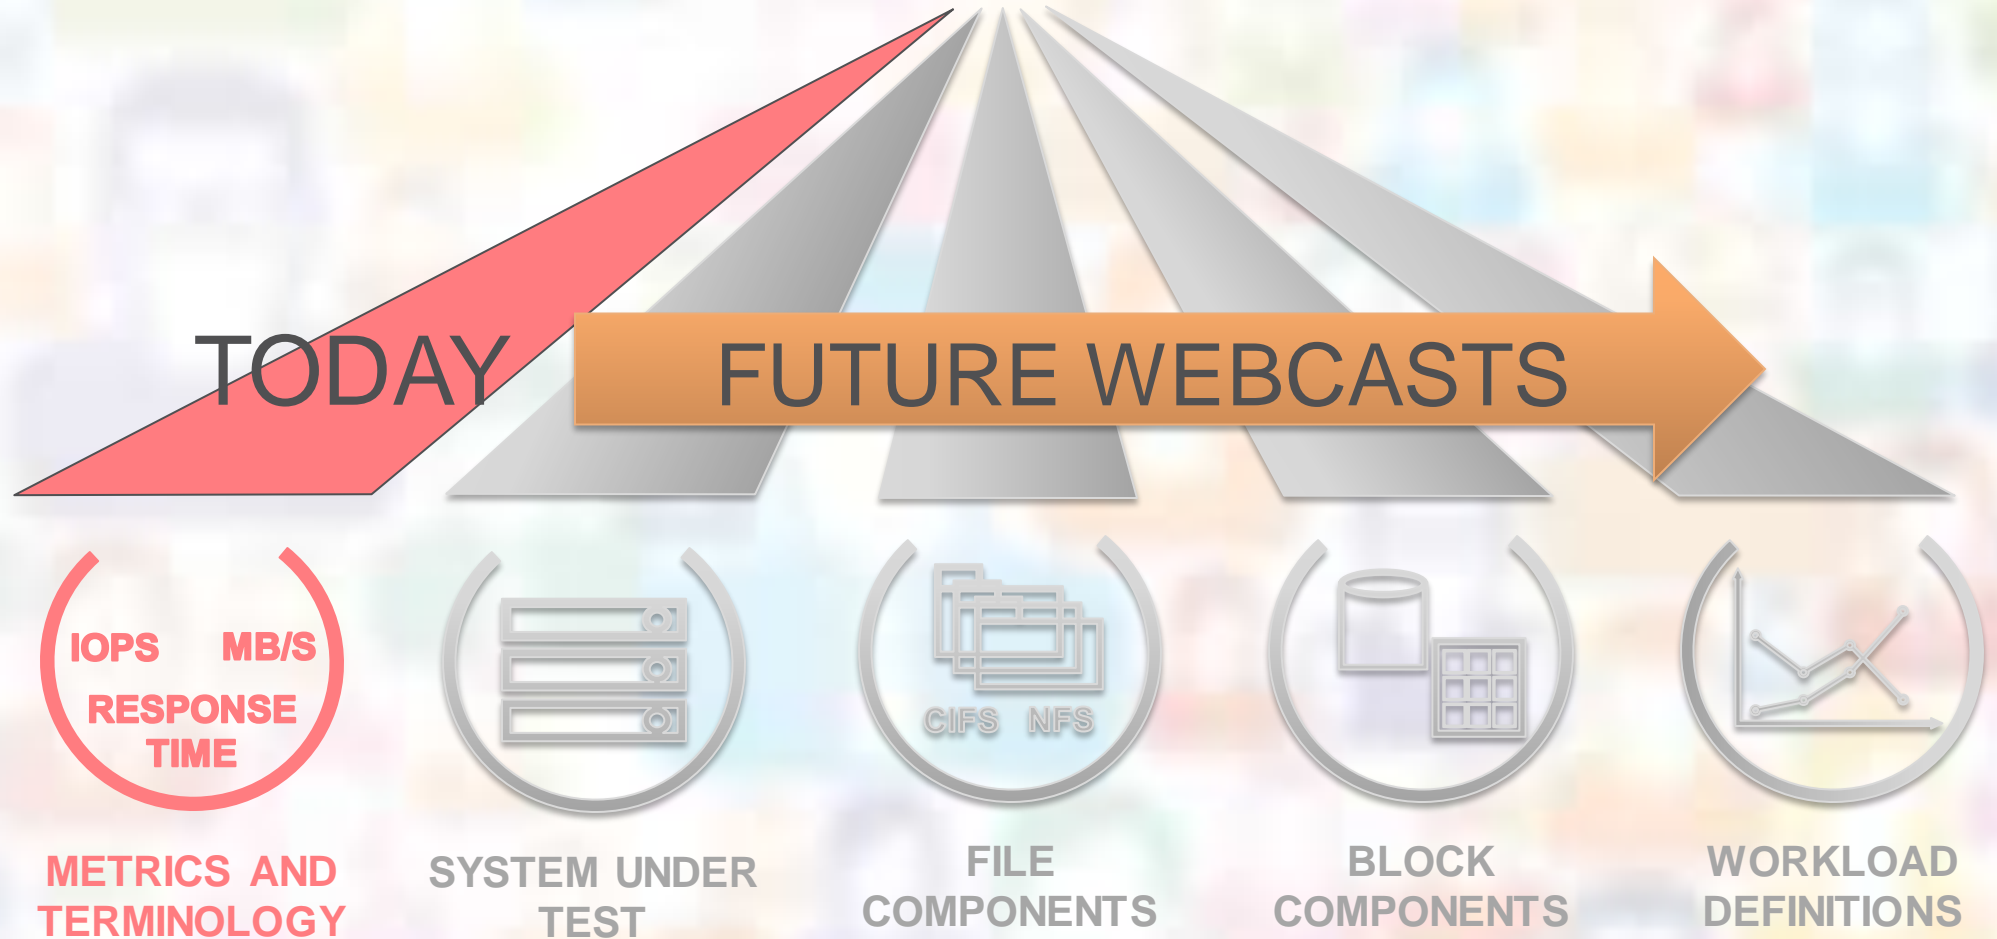 TODAY
FUTURE WEBCASTS
IOPS MB/S
RESPONSE
TIME
CIFS NFS
METRICS AND
TERMINOLOGY
SYSTEM UNDER
TEST
FILE
COMPONENTS
BLOCK
COMPONENTS
WORKLOAD
DEFINITIONS